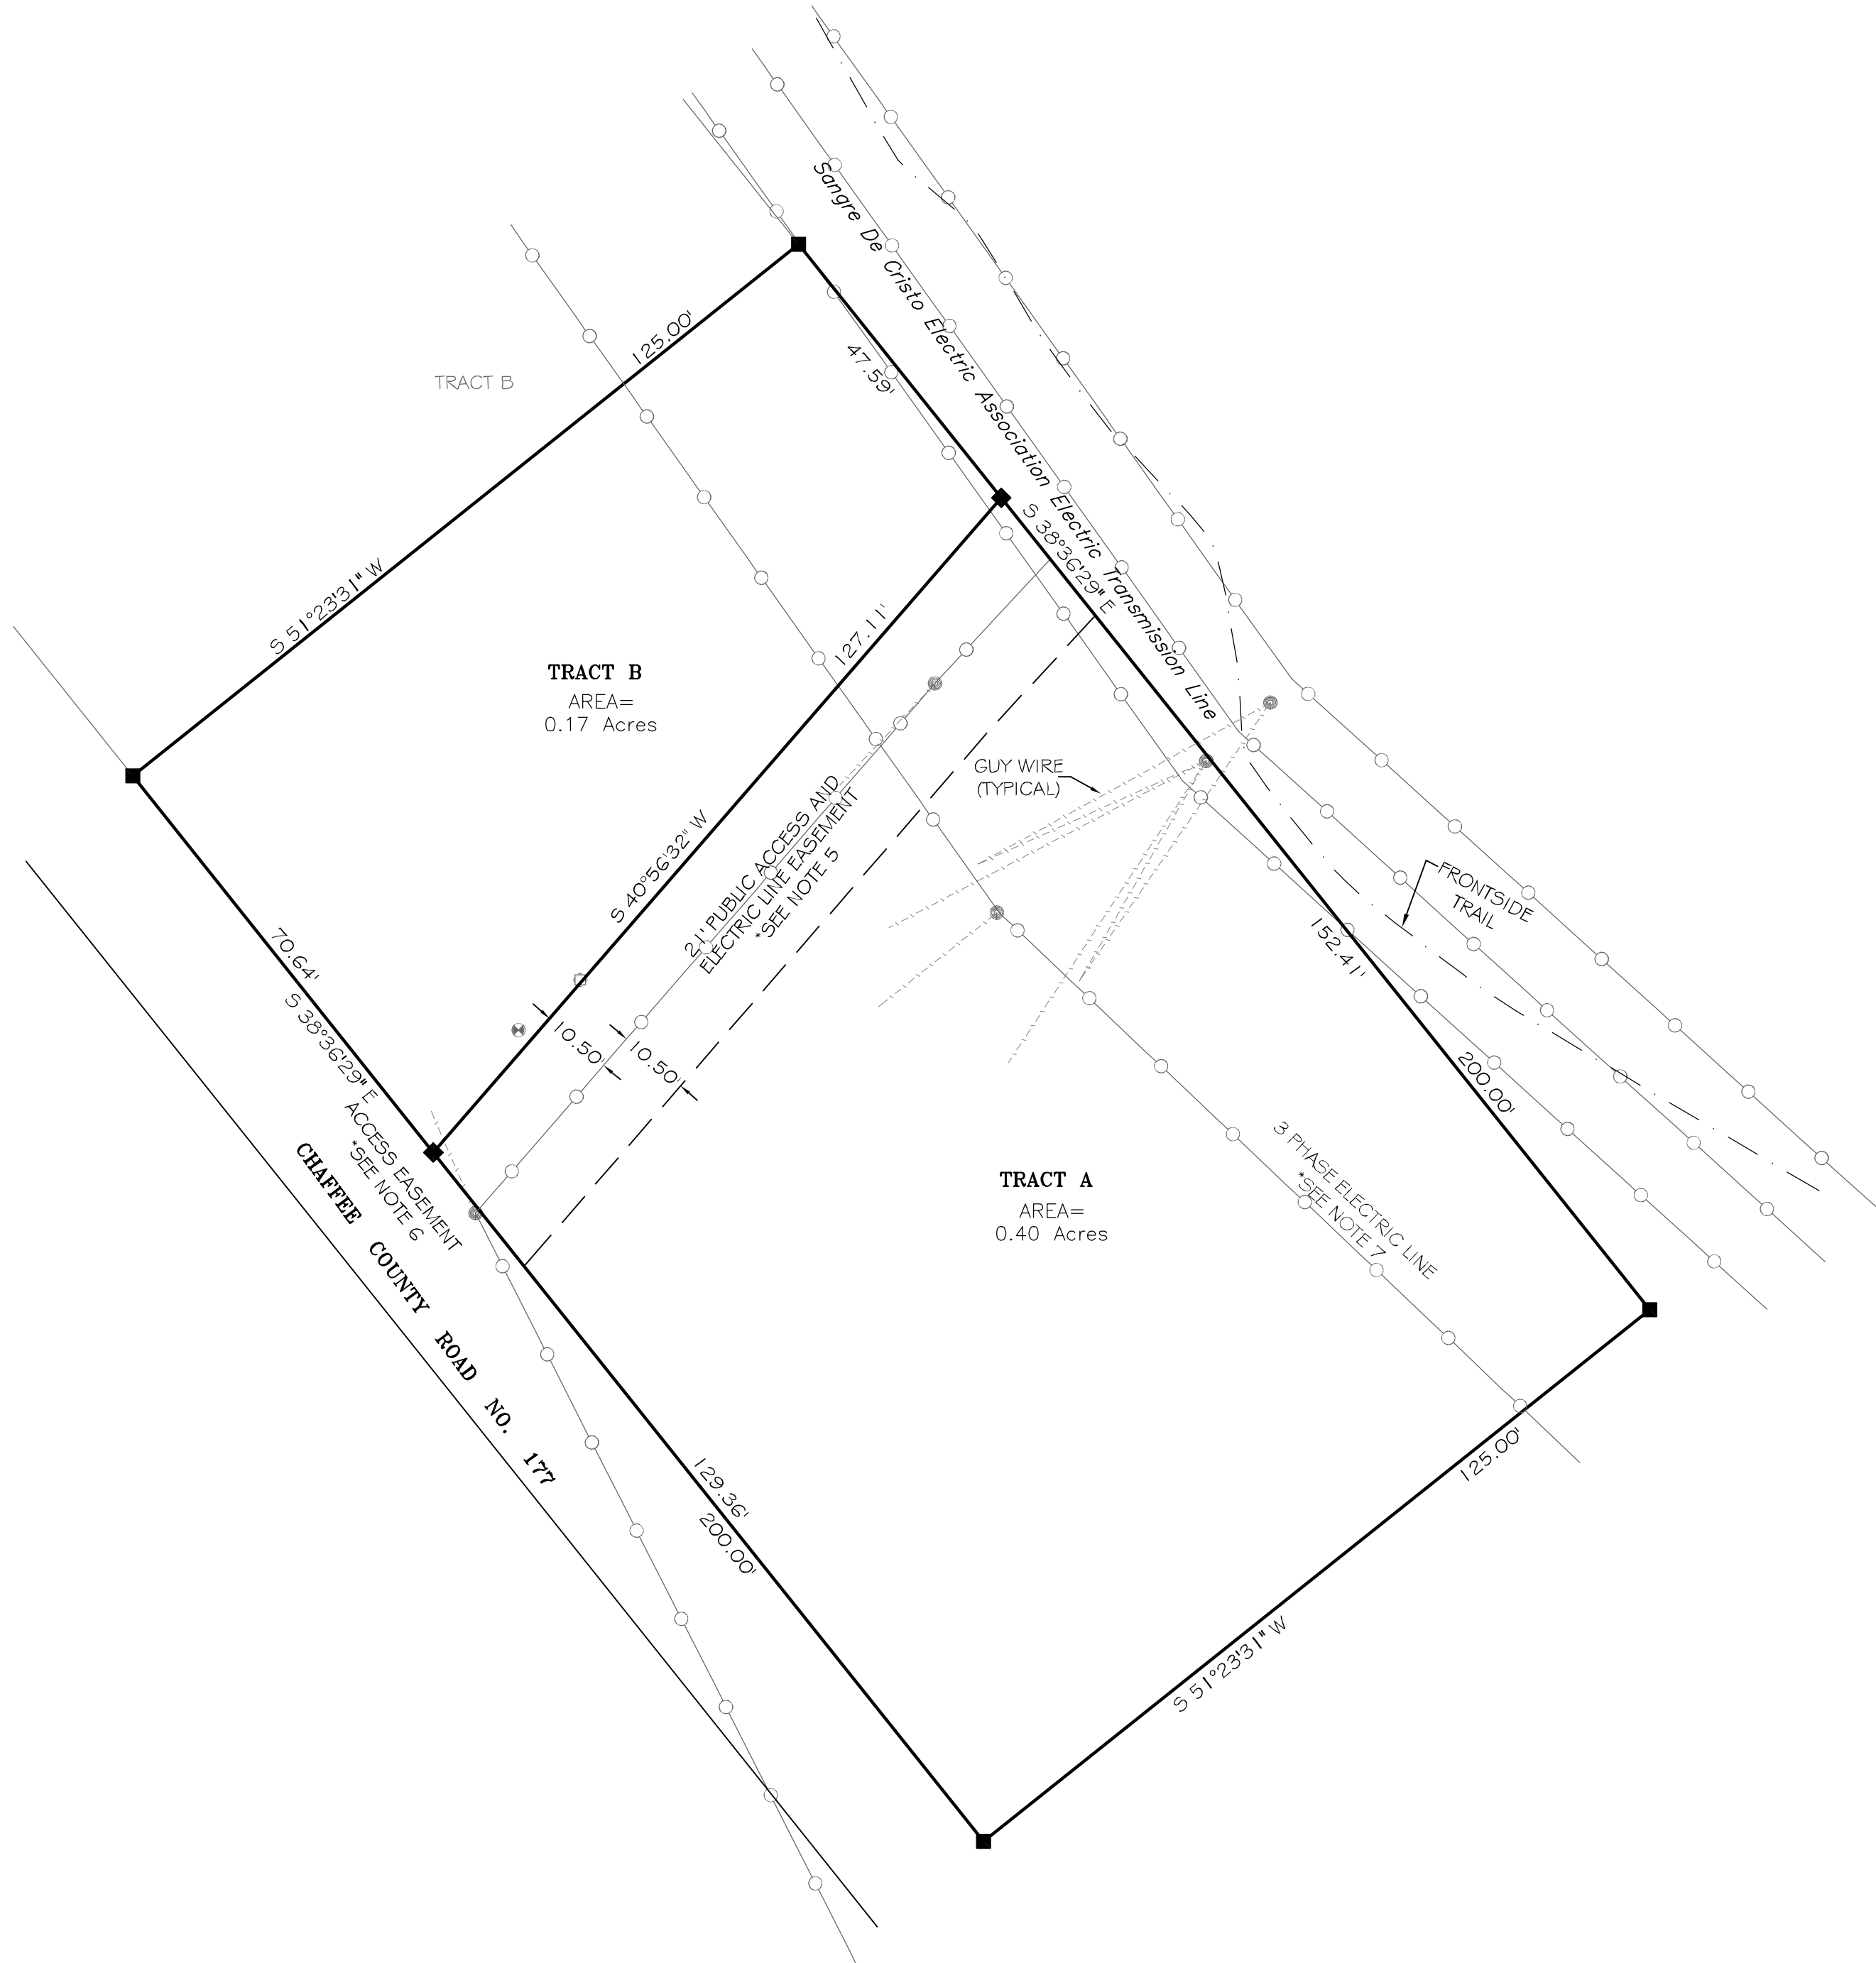 Sangre De Cristo Electric Association Electric Transmission Line
125.00'
47.59'
TRACT B
S 38°36'29" E
S 51°23'31" W
127.11'
TRACT B
AREA=
0.17 Acres
GUY WIRE
(TYPICAL)
S 40°56'32" W
21' PUBLIC ACCESS AND
ELECTRIC LINE EASEMENT
*SEE NOTE 5
FRONTSIDE
TRAIL
152.41'
200.00'
70.64'
S 38°36'29" E
10.50'
10.50'
ACCESS EASEMENT
*SEE NOTE 6
CHAFFEE COUNTY ROAD NO. 177
TRACT A
AREA=
0.40 Acres
3 PHASE ELECTRIC LINE
*SEE NOTE 7
129.36'
200.00'
125.00'
S 51°23'31" W